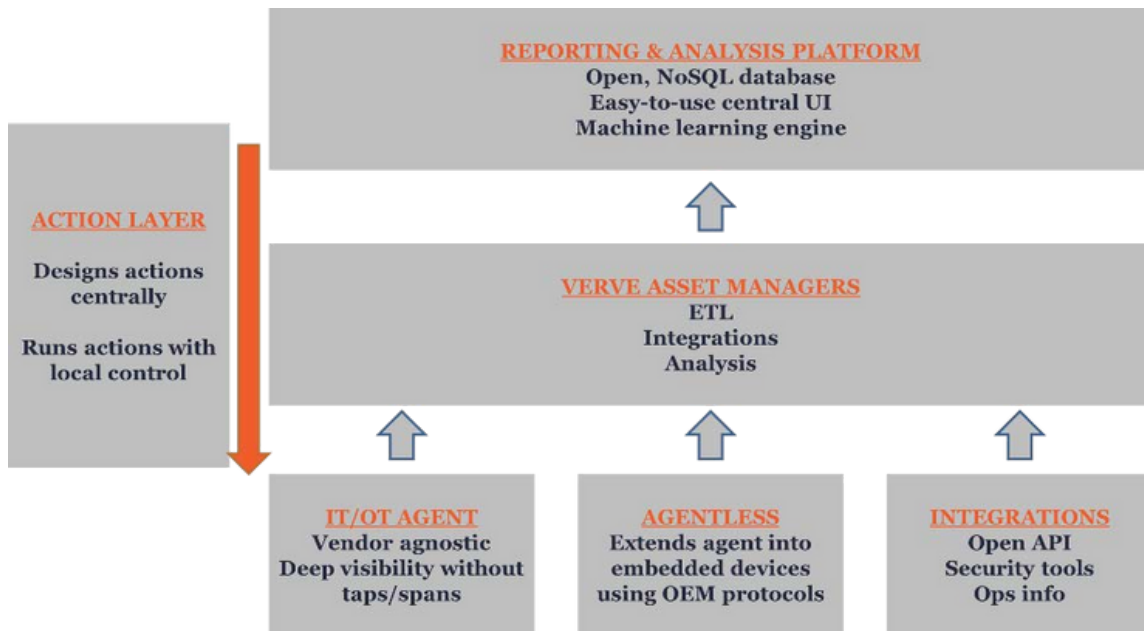 REPORTING & ANALYSIS PLATFORM
Open, NoSQL database
Easy-to-use central UI
Machine learning engine
ACTION LAYER
Designs actions
centrally
Runs actions with
local control
VERVE ASSET MANAGERS
ETL
Integrations
Analysis
IT/OT AGENT
Vendor agnostic
Deep visibility without
taps/spans
AGENTLESS
Extends agent into
embedded devices
using OEM protocols
INTEGRATIONS
Open API
Security tools
Ops info